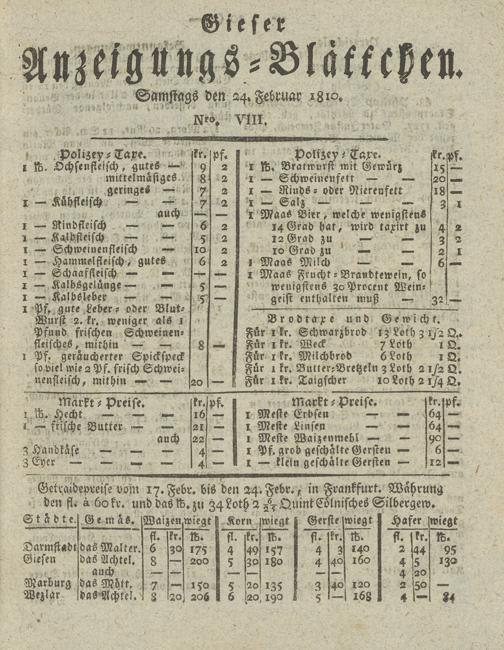 Gieser
Anzeigungs-Blättchen.
Samstags den 24. Februar 1810.
Nro. VIII.
Polizey-Taxe. kr. pf.
1 ℔. Ochsenfleisch, gutes — 9 2
mittelmäsiges 8 2
geringes — 7 2
1 — Kühfleisch — — 7 2
auch — —
1 — Rindfleisch — — 6 2
1 — Kalbfleisch — — 5 2
1 — Schweinenfleisch — 10 2
1 — Hammelfleisch, gutes 6 2
1 — Schaaffleisch — — — —
1 — Kalbsgelünge — — 5 —
1 — Kalbsleber — — 5 —
1 Pf. gute Leber- oder Blut-
Wurst 2. kr. weniger als 1
Pfund frischen Schweinen-
fleisches, mithin — — 8 —
1 Pf. geräucherter Spickspeck
so viel wie 2 Pf. frisch Schwei-
nenfleisch, mithin — — 20 —
Polizey-Taxe. kr. pf.
1 ℔. Bratwurst mit Gewürz 15 —
1 — Schweinenfett — — 20 —
1 — Rinds- oder Nierenfett 18 —
1 — Salz — — — 3 1
1 Maas Bier, welche wenigstens
14 Grad hat, wird taxirt zu 4 2
12 Grad zu — — 3 2
10 Grad zu — — 2 1
1 Maas Milch — — 6 —
1 Maas Frucht-Brandtewein, so
wenigstens 30 Procent Wein-
geist enthalten muß — 32 —
Brodtaxe und Gewicht.
Für 1 kr. Schwarzbrod 13 Loth 3 1/2 Q.
Für 1 kr. Weck 7 Loth 1 Q.
Für 1 kr. Milchbrod 6 Loth 1 Q.
Für 1 kr. Butter-Bretzeln 3 Loth 2 1/2 Q.
Für 1 kr. Taigscher 10 Loth 2 1/4 Q.
Markt-Preise. kr. pf.
1 ℔. Hecht — — 16 —
1 — frische Butter — 21 —
auch — 22 —
3 Handkäse — — 4 —
3 Eyer — — — 4 —
Markt-Preise. kr. pf.
1 Meste Erbsen — — 64 —
1 Meste Linsen — — 64 —
1 Meste Waizenmehl — — 90 —
1 Pf. grob geschälte Gersten — 6 —
1 — klein geschälte Gersten — 12 —
Getraidepreise vom 17. Febr. bis den 24. Febr., in Frankfurt. Währung
den fl. à 60 kr. und das ℔. zu 34 Loth Quint Cölnisches Silbergew.
Städte. Gemäs. Waizen wiegt Korn wiegt Gerste wiegt Hafer wiegt
fl. kr. ℔. fl. kr. ℔. fl. kr. ℔. fl. kr. ℔.
Darmstadt das Malter. 6 30 175 4 49 157 4 3 140 2 44 95
Giesen das Achtel. 8 — 200 5 30 180 4 40 160 4 5 130
auch — — — — — — 4 20
Marburg das Mött. 7 — 150 5 20 135 3 40 120 2 50 —
Wezlar das Achtel. 8 20 206 6 20 190 5 — 168 4 — 84